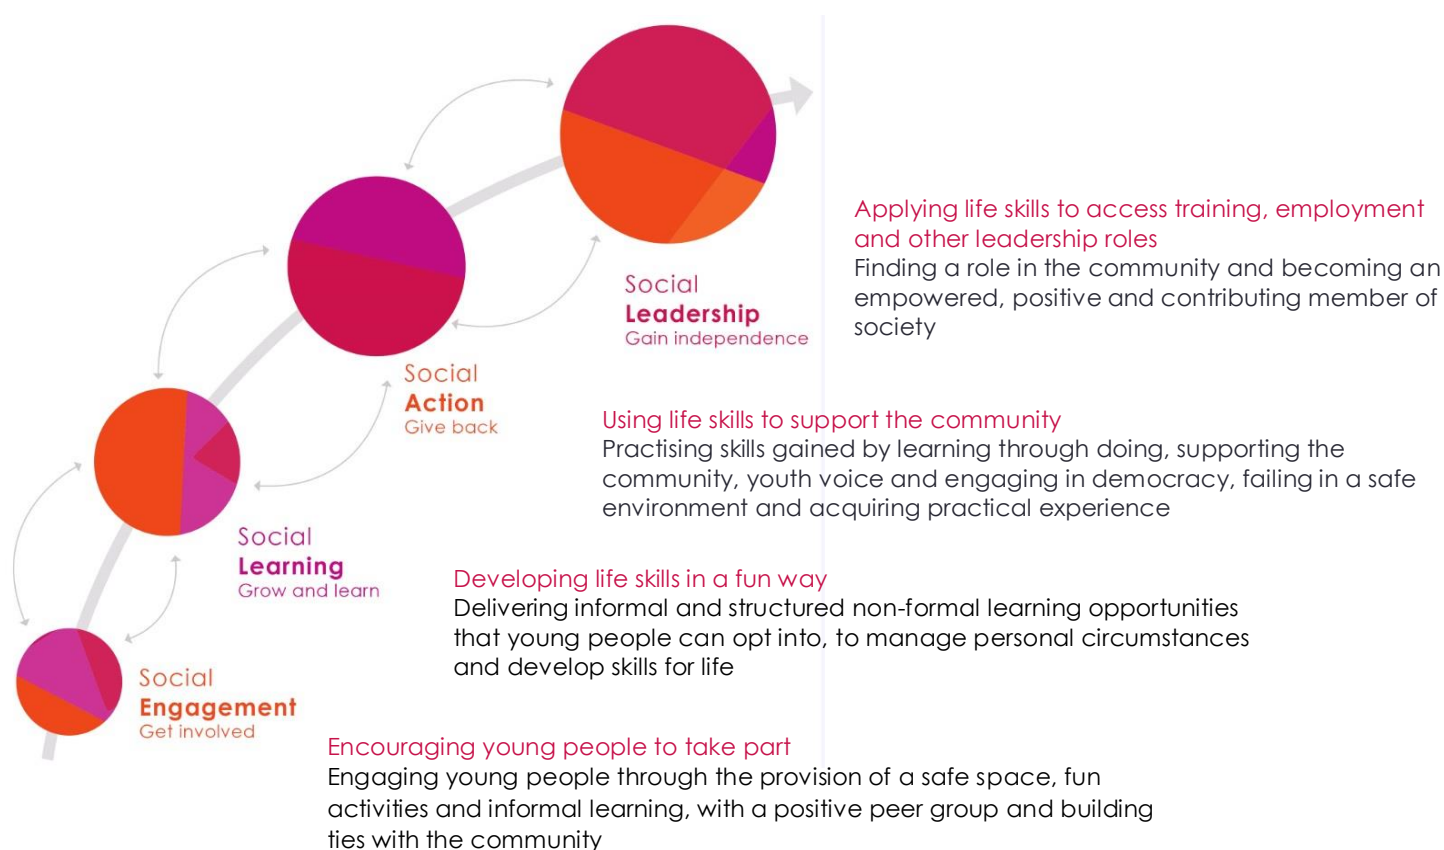 Social
Leadership
Gain independence
Applying life skills to access training, employment
and other leadership roles
Finding a role in the community and becoming an
empowered, positive and contributing member of
society
Social
Action
Give back
Using life skills to support the community
Practising skills gained by learning through doing, supporting the
community, youth voice and engaging in democracy, failing in a safe
environment and acquiring practical experience
Social
Learning
Grow and learn
Developing life skills in a fun way
Delivering informal and structured non-formal learning opportunities
that young people can opt into, to manage personal circumstances
and develop skills for life
Social
Engagement
Get involved
Encouraging young people to take part
Engaging young people through the provision of a safe space, fun
activities and informal learning, with a positive peer group and building
ties with the community